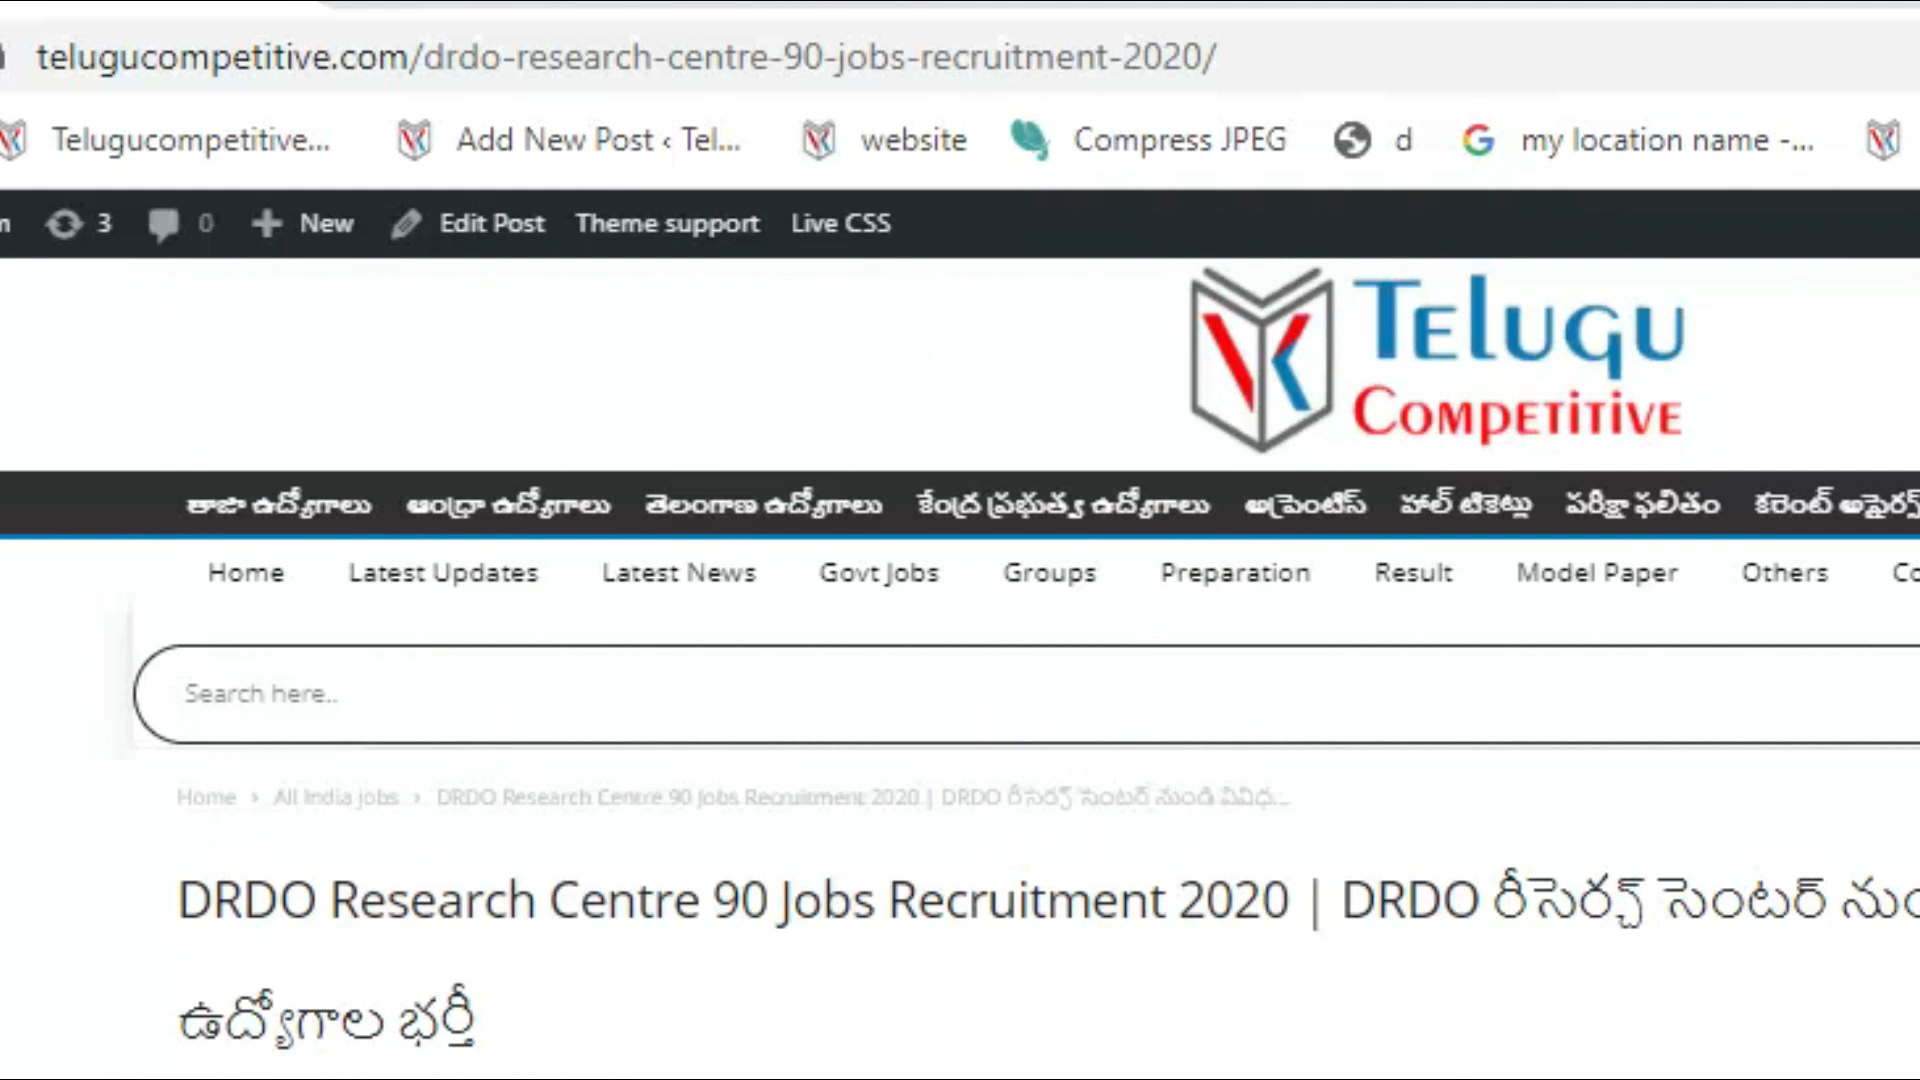 telugucompetitive.com/drdo-research-centre-90-jobs-recruitment-2020/
Telugucompetitive... Add New Post ‹ Tel... website Compress JPEG d my location name -...
3 0 New Edit Post Theme support Live CSS
Telugu
Competitive
తాజా ఉద్యోగాలు ఆంధ్రా ఉద్యోగాలు తెలంగాణ ఉద్యోగాలు కేంద్ర ప్రభుత్వ ఉద్యోగాలు అప్రెంటిస్ హాల్ టికెట్లు పరీక్షా ఫలితం కరెంట్ అఫైర్స్
Home Latest Updates Latest News Govt Jobs Groups Preparation Result Model Paper Others
Search here..
Home › All India jobs › DRDO Research Centre 90 Jobs Recruitment 2020 | DRDO రీసెర్చ్ సెంటర్ నుండి వివిధ...
DRDO Research Centre 90 Jobs Recruitment 2020 | DRDO రీసెర్చ్ సెంటర్
ఉద్యోగాల భర్తీ